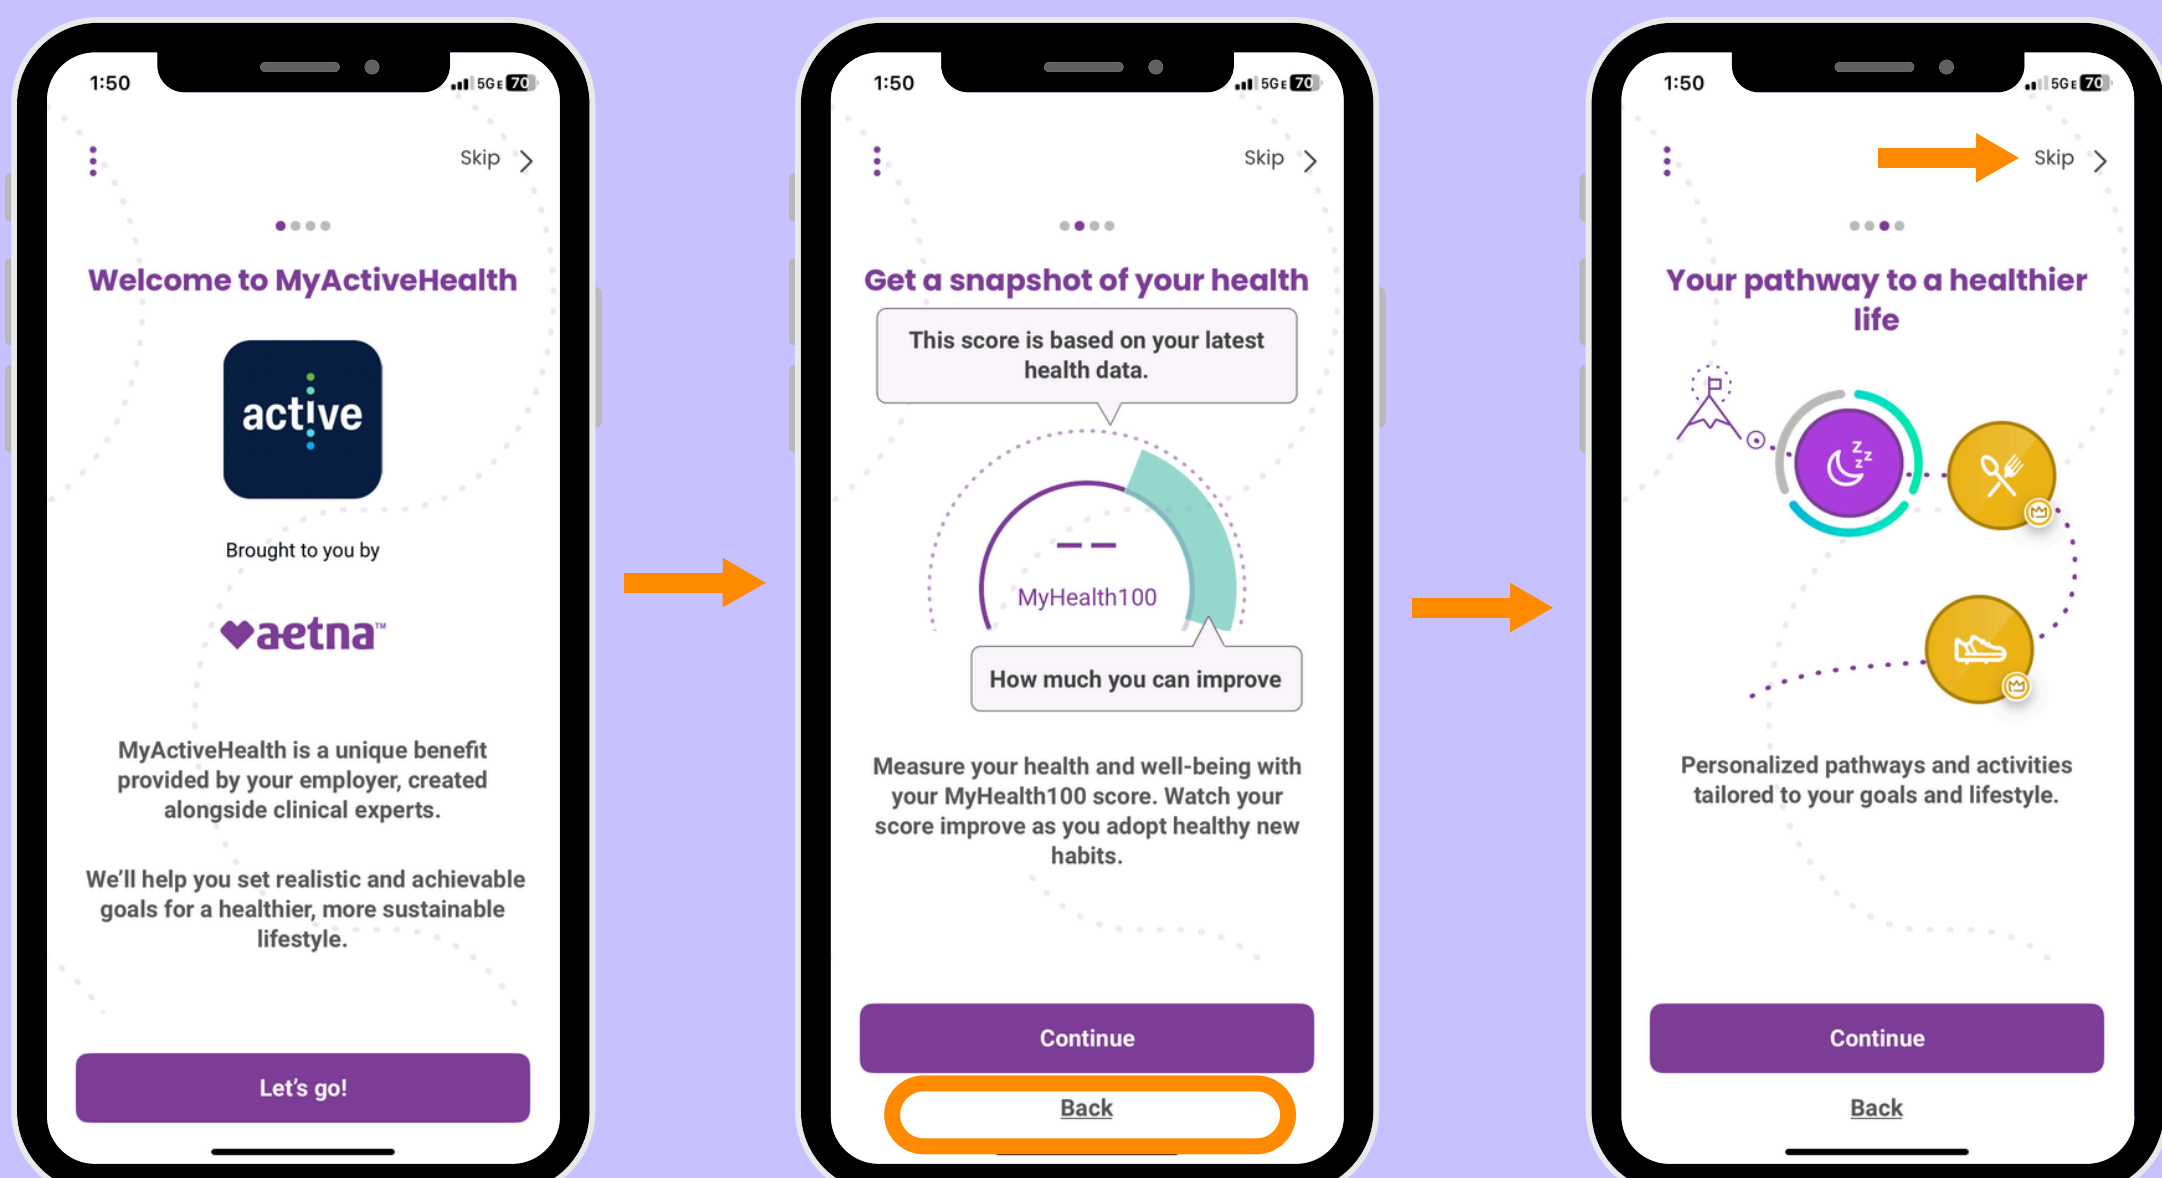 1:50
5G E 70
Skip
Welcome to MyActiveHealth
active
Brought to you by
aetna™
MyActiveHealth is a unique benefit
provided by your employer, created
alongside clinical experts.
We'll help you set realistic and achievable
goals for a healthier, more sustainable
lifestyle.
Let's go!
1:50
5G E 70
Skip
Get a snapshot of your health
This score is based on your latest
health data.
MyHealth100
How much you can improve
Measure your health and well-being with
your MyHealth100 score. Watch your
score improve as you adopt healthy new
habits.
Continue
Back
1:50
5G E 70
Skip
Your pathway to a healthier
life
z z z
Personalized pathways and activities
tailored to your goals and lifestyle.
Continue
Back